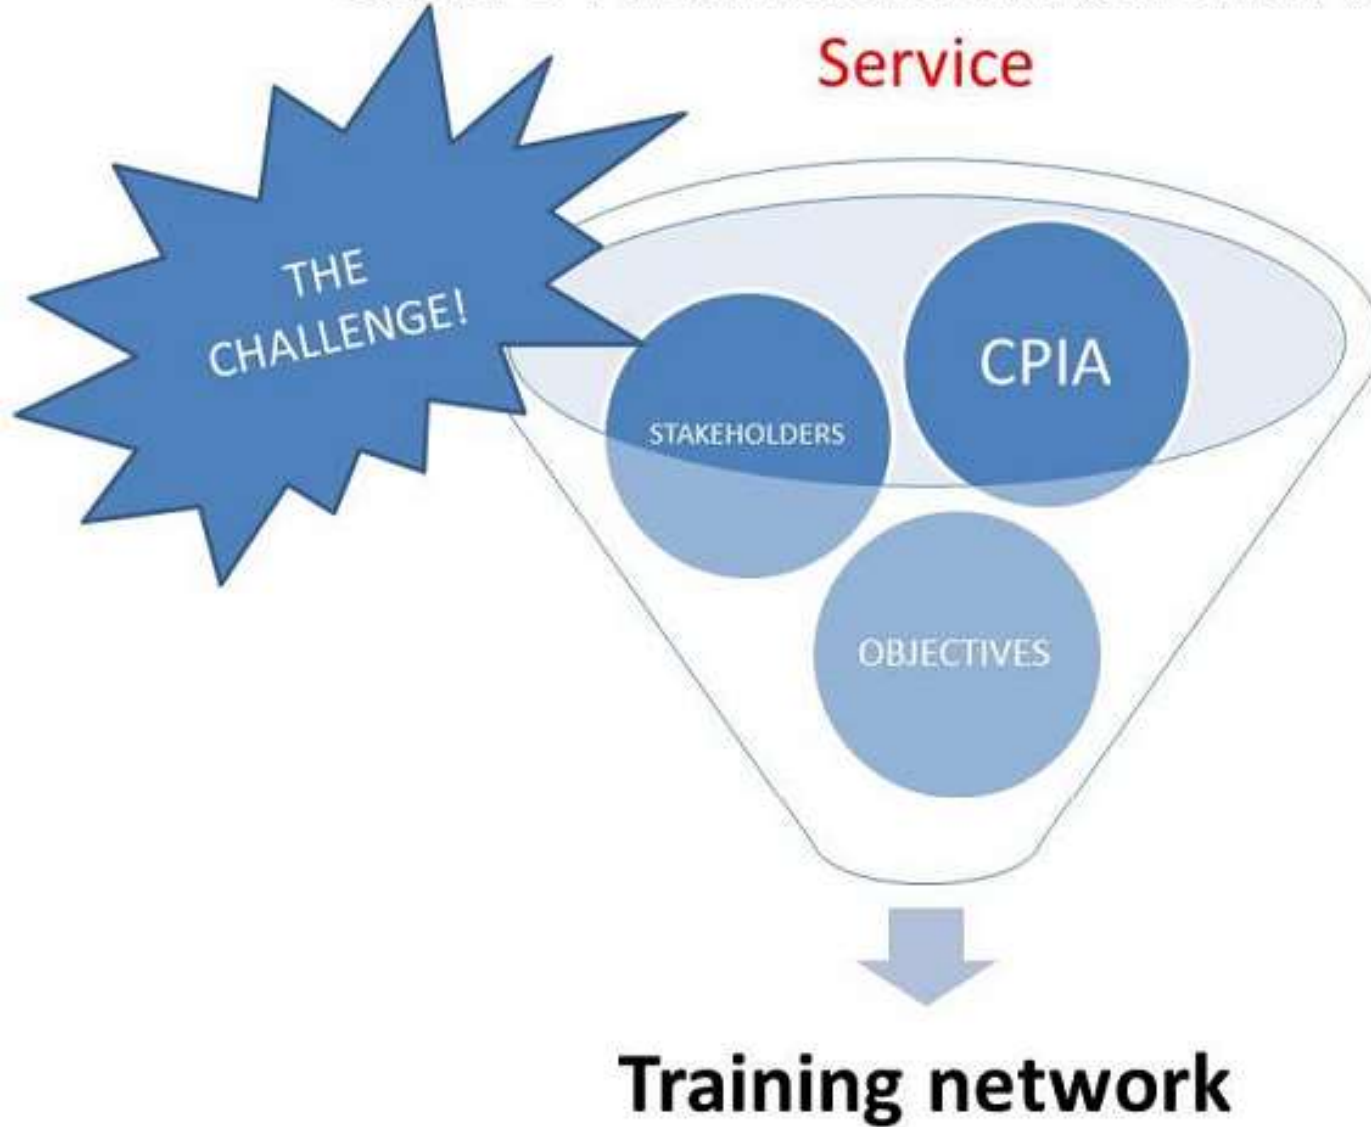 Service
THE
CHALLENGE!
CPIA
STAKEHOLDERS
OBJECTIVES
Training network